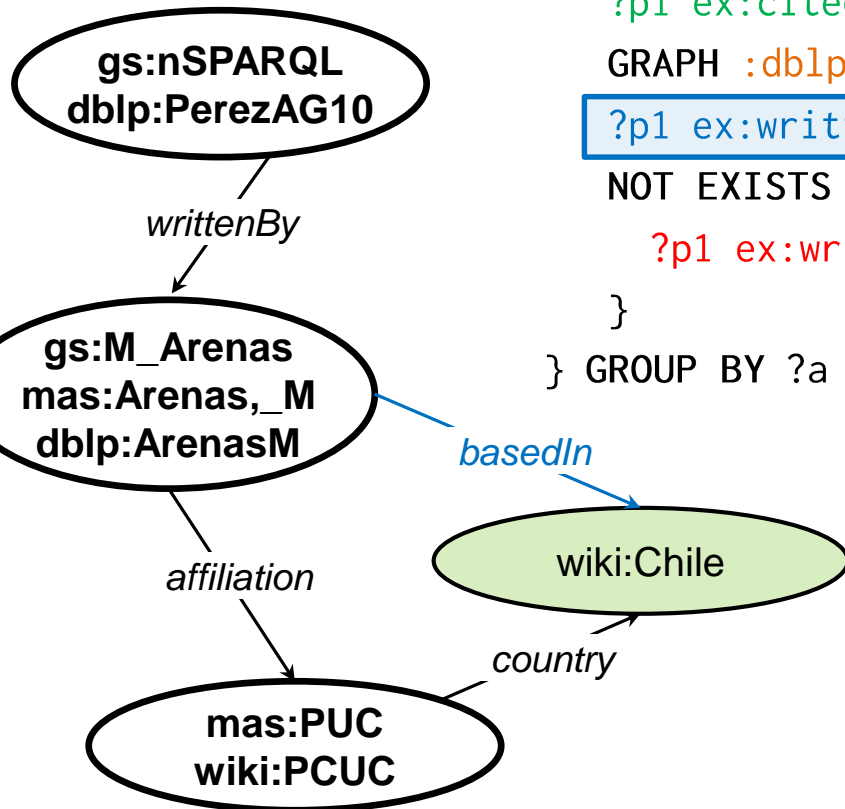 gs:nSPARQL
dblp:PerezAG10
writtenBy
gs:M_Arenas
mas:Arenas,_M
dblp:ArenasM
basedIn
affiliation
wiki:Chile
country
mas:PUC
wiki:PCUC
?p1 ex:cited
GRAPH :dblp
?p1 ex:writ
NOT EXISTS
?p1 ex:wr
}
} GROUP BY ?a